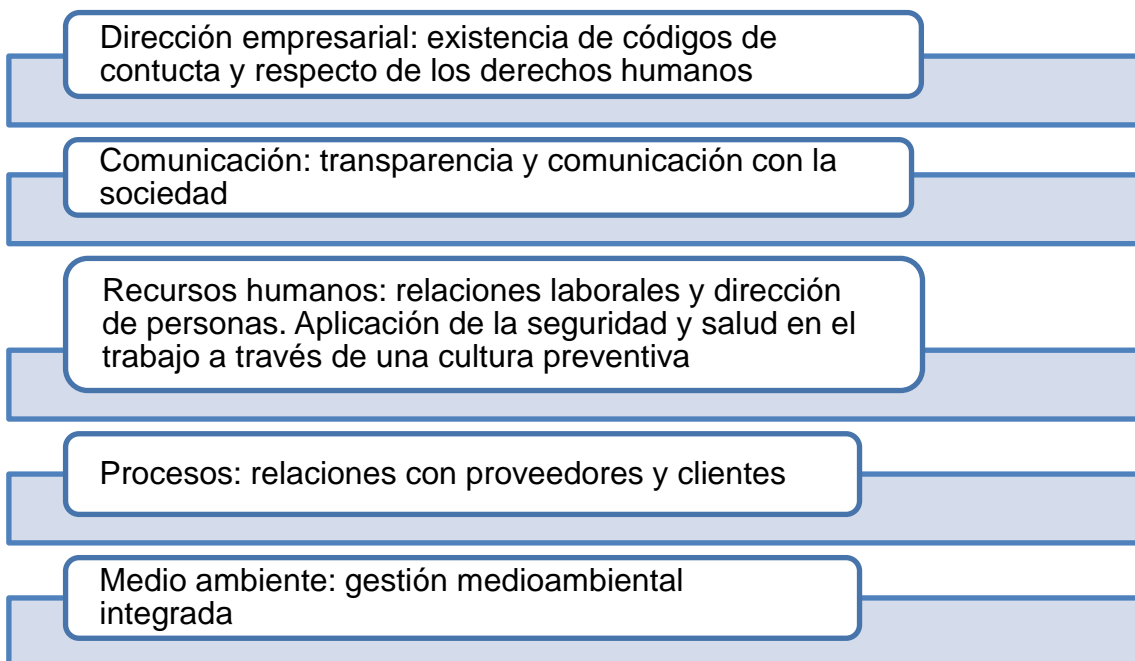 Dirección empresarial: existencia de códigos de
contucta y respecto de los derechos humanos
Comunicación: transparencia y comunicación con la
sociedad
Recursos humanos: relaciones laborales y dirección
de personas. Aplicación de la seguridad y salud en el
trabajo a través de una cultura preventiva
Procesos: relaciones con proveedores y clientes
Medio ambiente: gestión medioambiental
integrada